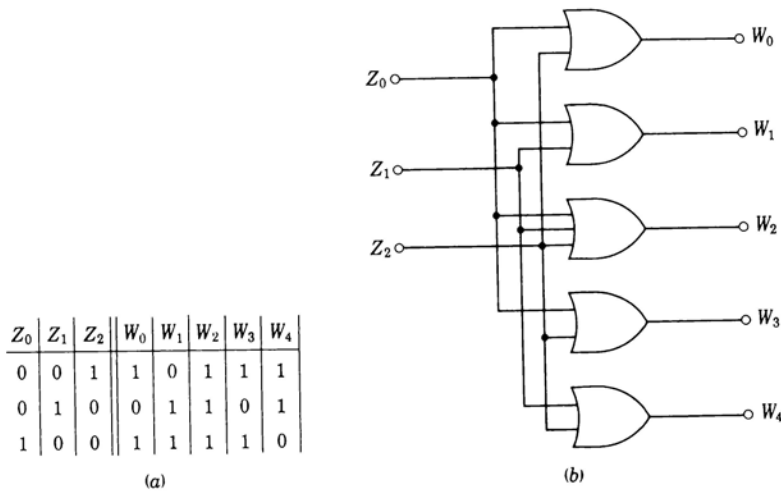 Z₀
Z₁
Z₂
W₀
W₁
W₂
W₃
W₄
Z₀ Z₁ Z₂ W₀ W₁ W₂ W₃ W₄
0 0 1 1 0 1 1 1
0 1 0 0 1 1 0 1
1 0 0 1 1 1 1 0
(a)
(b)